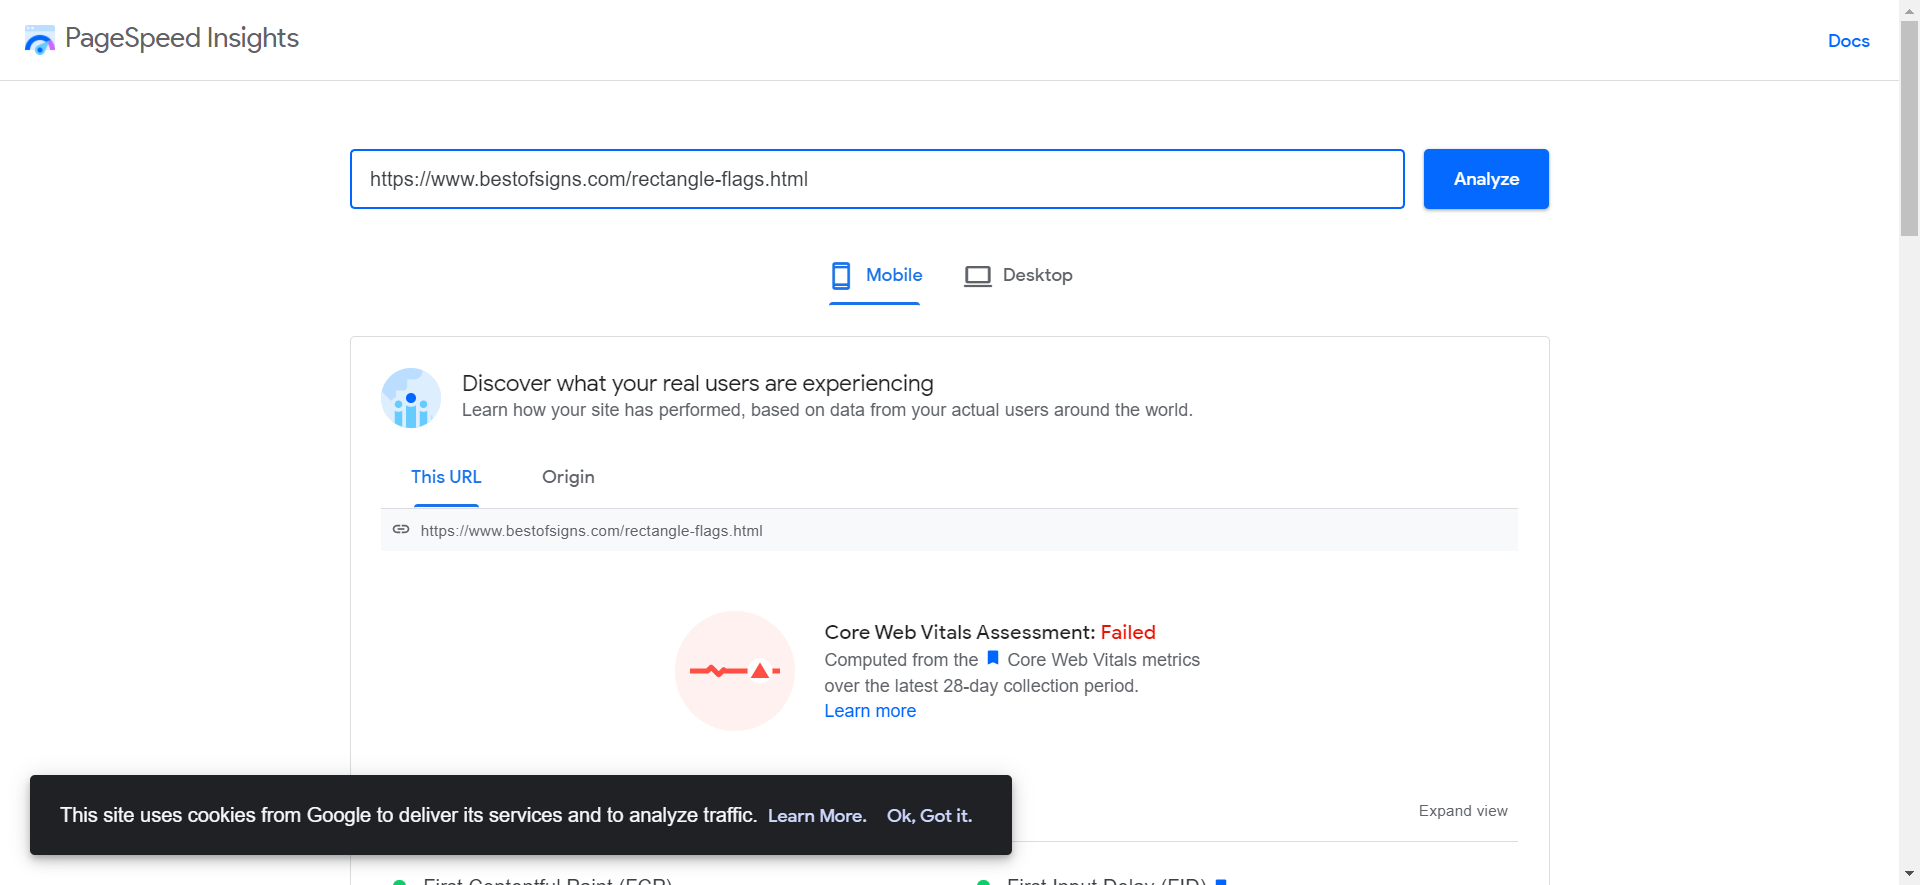 PageSpeed Insights
Docs
https://www.bestofsigns.com/rectangle-flags.html
Analyze
Mobile
Desktop
Discover what your real users are experiencing
Learn how your site has performed, based on data from your actual users around the world.
This URL
Origin
https://www.bestofsigns.com/rectangle-flags.html
Core Web Vitals Assessment: Failed
Computed from the Core Web Vitals metrics
over the latest 28-day collection period.
Learn more
This site uses cookies from Google to deliver its services and to analyze traffic. Learn More. Ok, Got it.
Expand view
First Contentful Paint (FCP)
First Input Delay (FID)